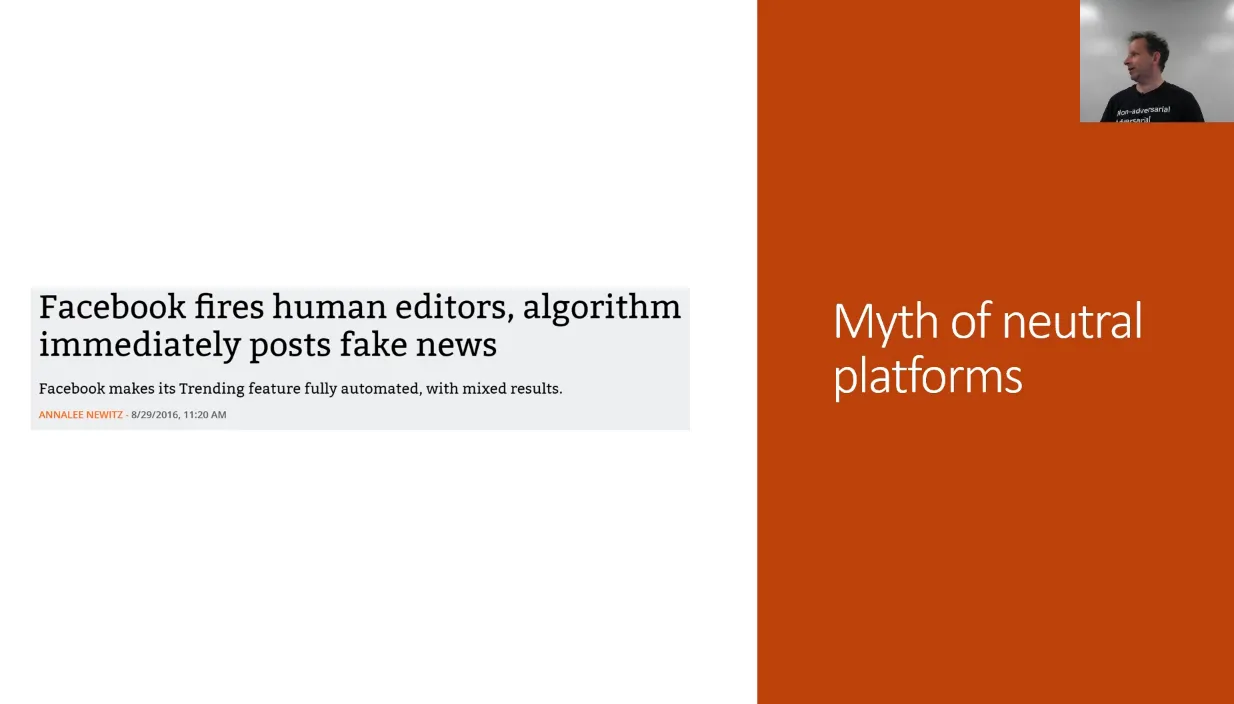 Facebook fires human editors, algorithm
immediately posts fake news
Facebook makes its Trending feature fully automated, with mixed results.
ANNALEE NEWITZ - 8/29/2016, 11:20 AM
Myth of neutral
platforms
Non-adversarial